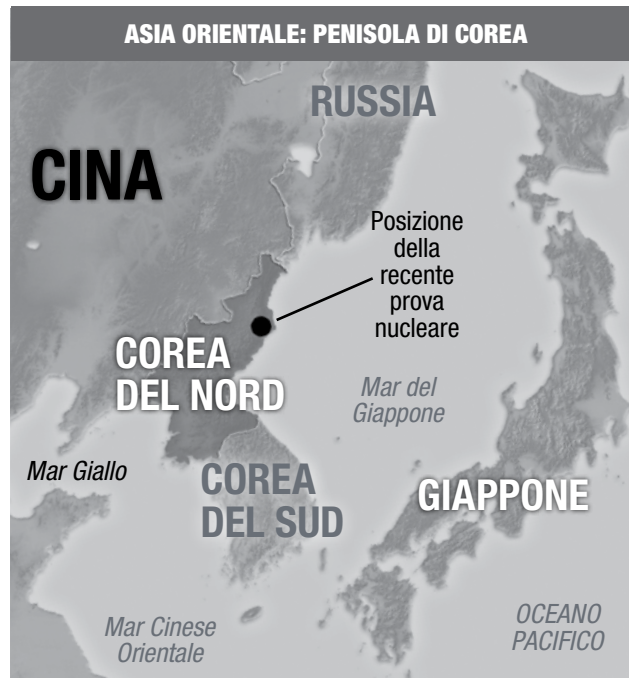 ASIA ORIENTALE: PENISOLA DI COREA
RUSSIA
CINA
Posizione
della
recente
prova
nucleare
COREA
DEL NORD
Mar del
Giappone
Mar Giallo
COREA
DEL SUD
GIAPPONE
Mar Cinese
Orientale
OCEANO
PACIFICO